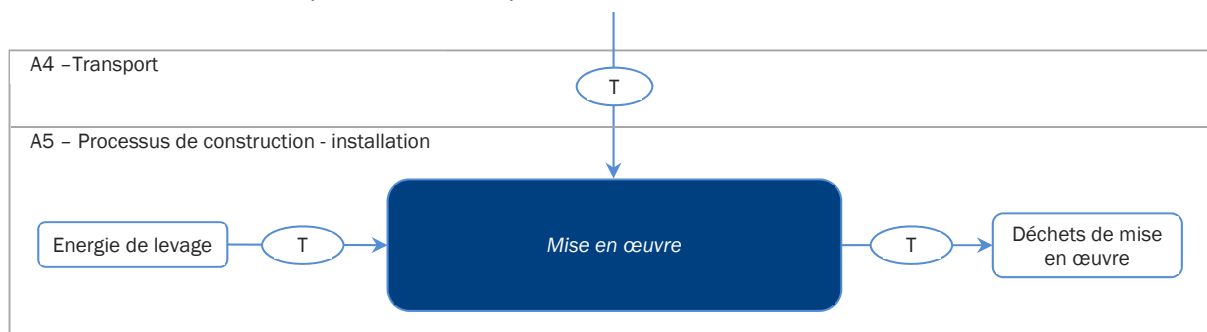 A4 –Transport
T
A5 – Processus de construction - installation
Energie de levage
T
Mise en œuvre
T
Déchets de mise
en œuvre